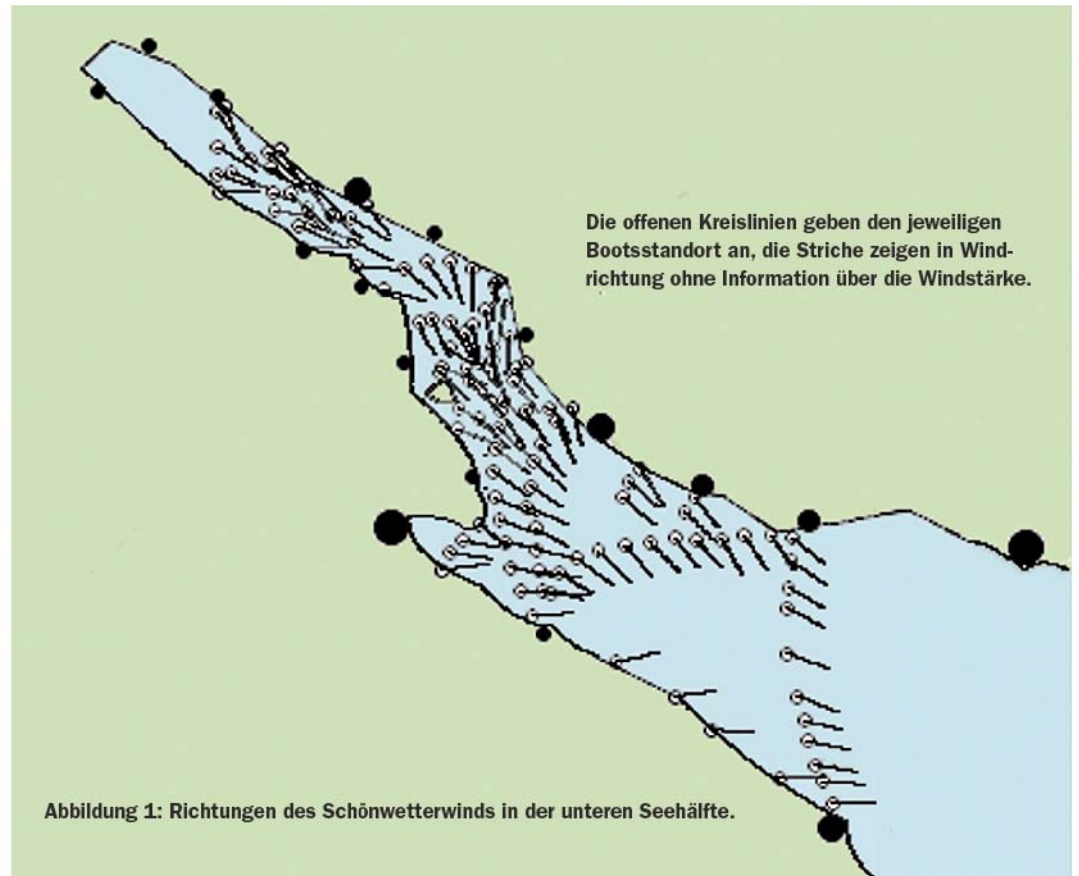 Die offenen Kreislinien geben den jeweiligen
Bootsstandort an, die Striche zeigen in Wind-
richtung ohne Information über die Windstärke.
Abbildung 1: Richtungen des Schönwetterwinds in der unteren Seehälfte.